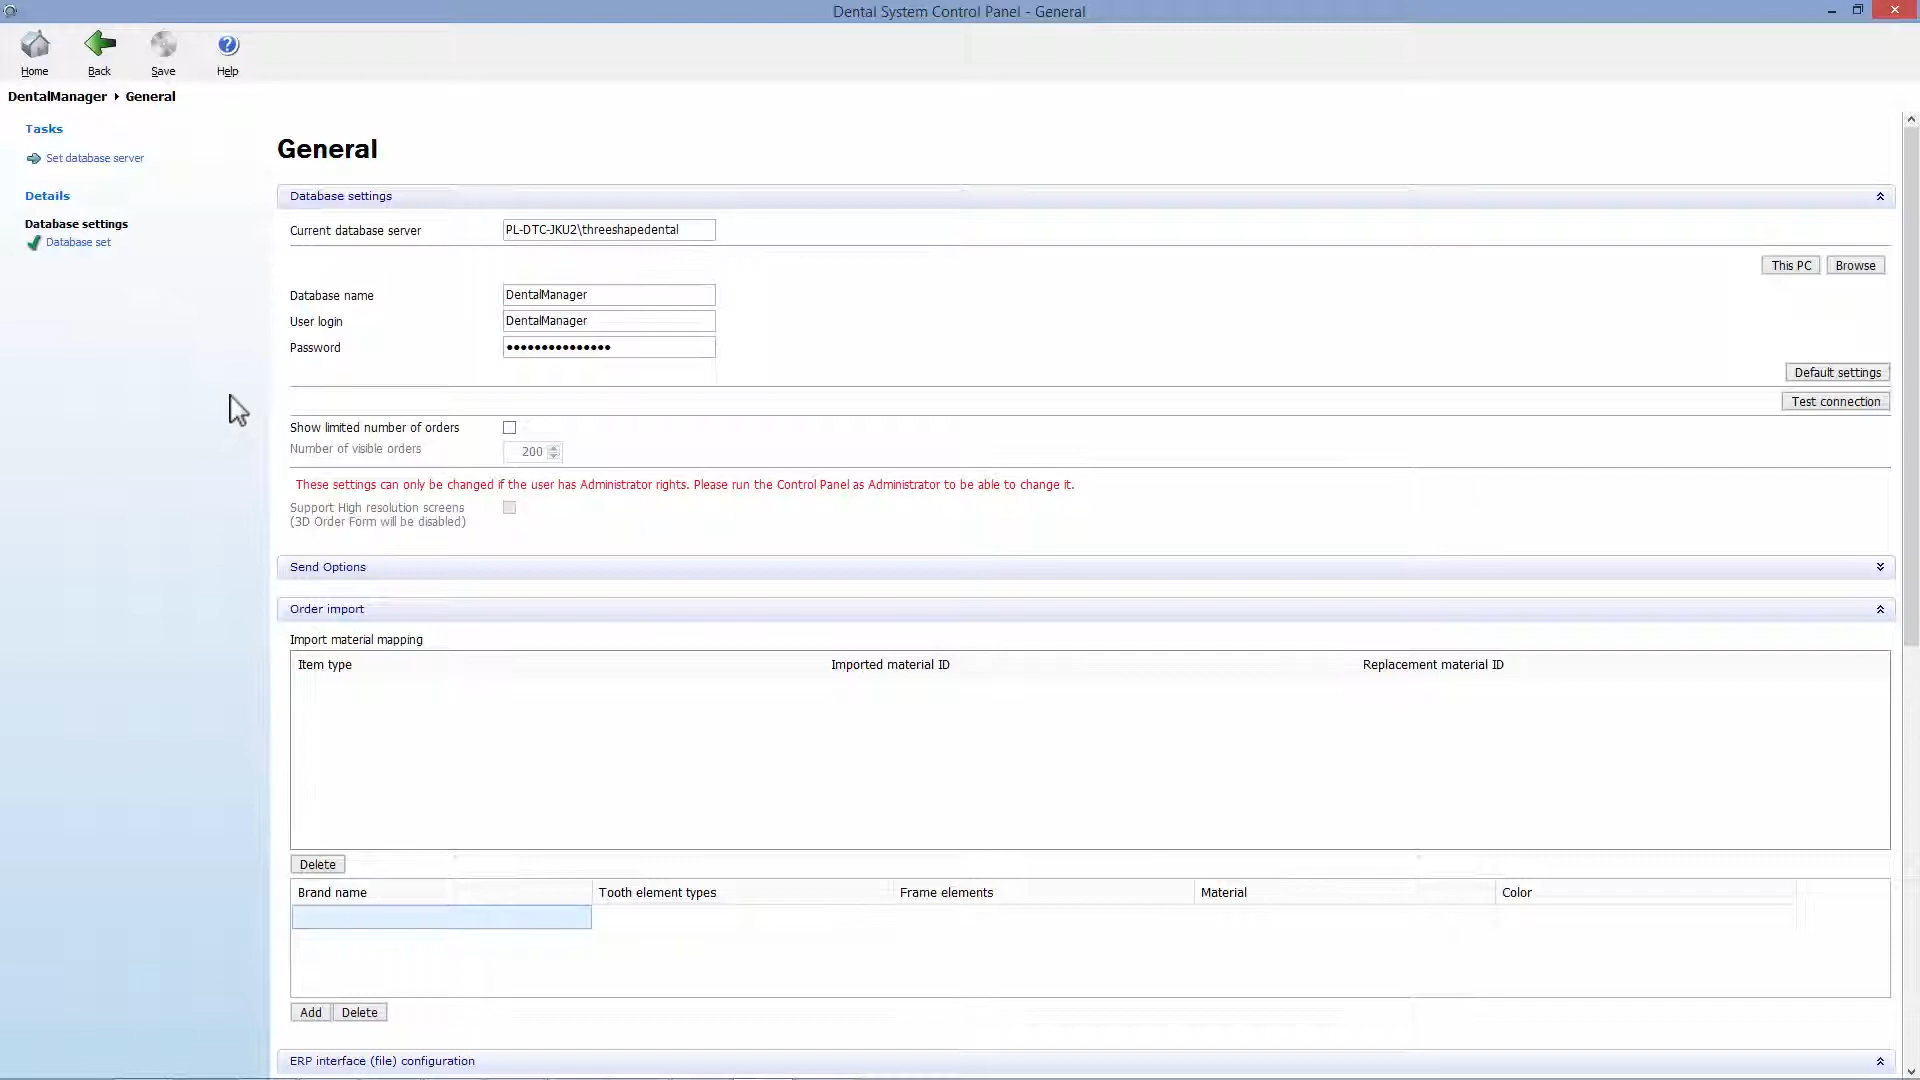 Dental System Control Panel - General
Home Back Save Help
DentalManager General
Tasks
Set database server
Details
Database settings
Database set
General
Database settings
Current database server PL-DTC-JKU2\threeshapedental
This PC Browse
Database name DentalManager
User login DentalManager
Password •••••••••••••••
Default settings
Test connection
Show limited number of orders
Number of visible orders 200
These settings can only be changed if the user has Administrator rights. Please run the Control Panel as Administrator to be able to change it.
Support High resolution screens
(3D Order Form will be disabled)
Send Options
Order import
Import material mapping
Item type Imported material ID Replacement material ID
Delete
Brand name Tooth element types Frame elements Material Color
Add Delete
ERP interface (file) configuration